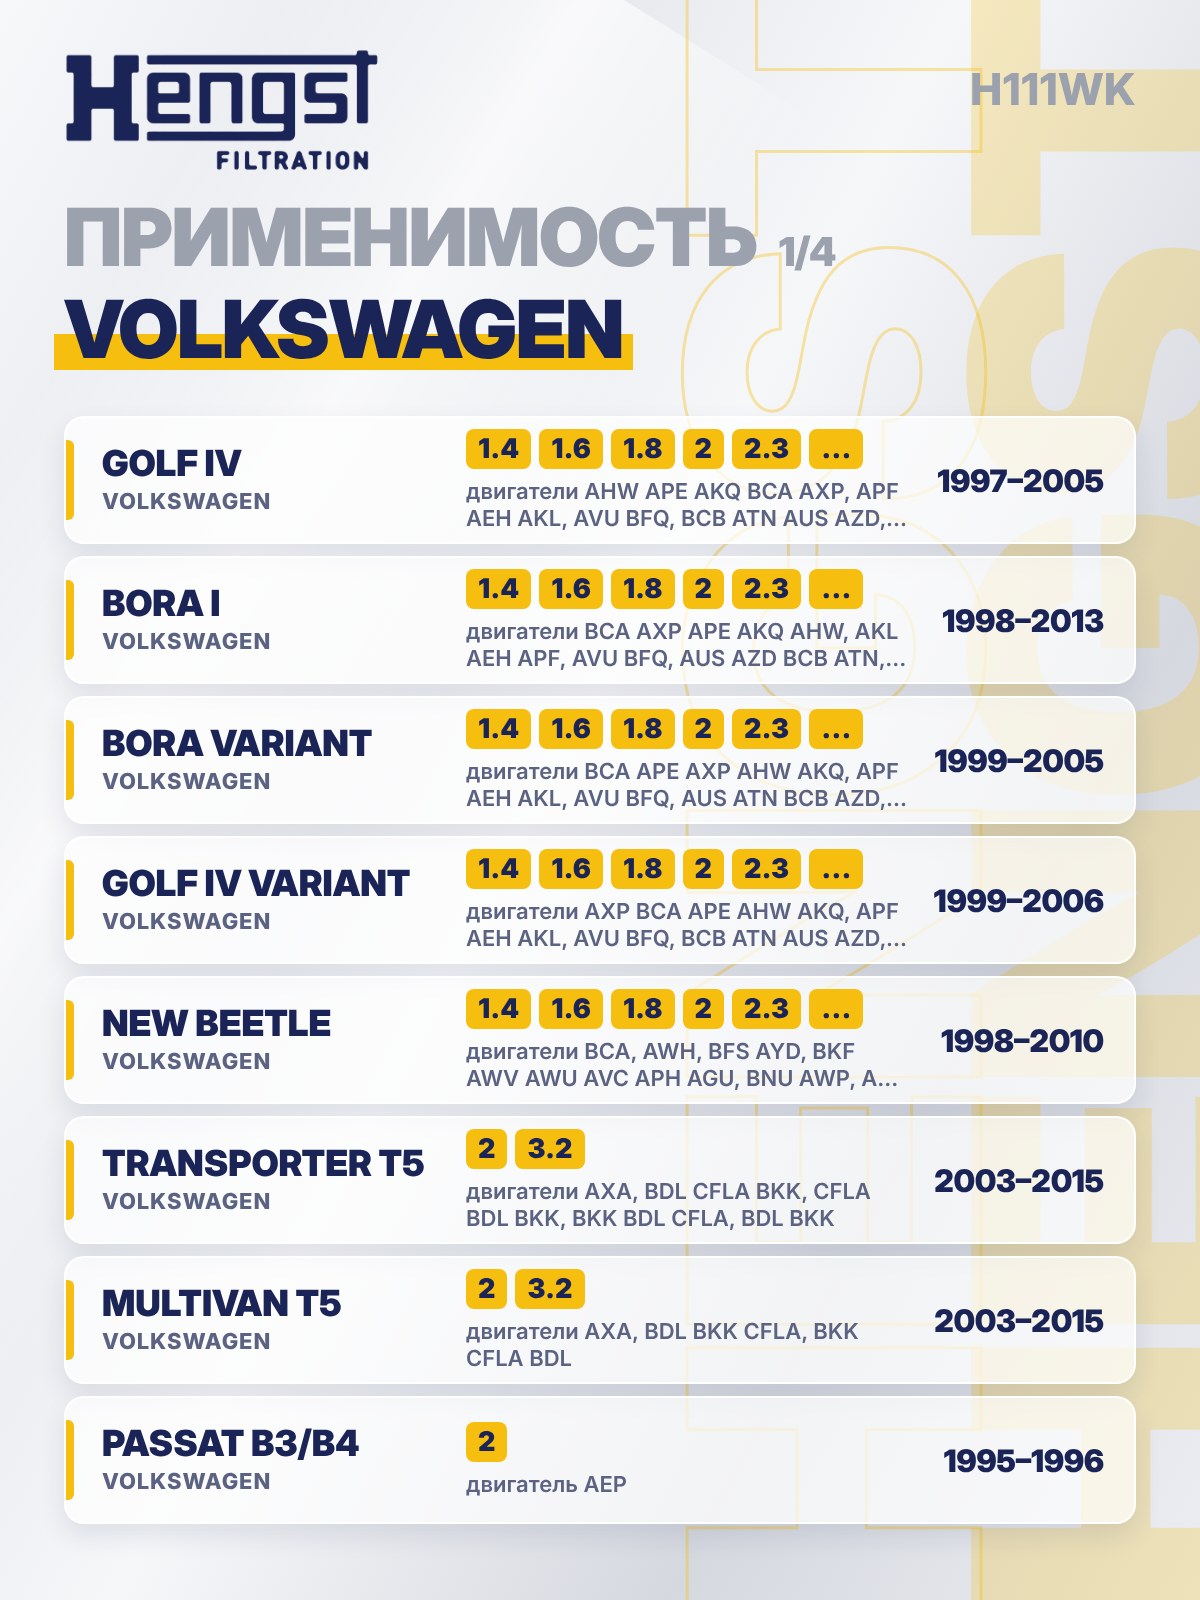 Hengst
FILTRATION
H111WK
ПРИМЕНИМОСТЬ 1/4
VOLKSWAGEN
GOLF IV
VOLKSWAGEN
1.4 1.6 1.8 2 2.3 ...
двигатели AHW APE AKQ BCA AXP, APF
AEH AKL, AVU BFQ, BCB ATN AUS AZD,...
1997–2005
BORA I
VOLKSWAGEN
1.4 1.6 1.8 2 2.3 ...
двигатели BCA AXP APE AKQ AHW, AKL
AEH APF, AVU BFQ, AUS AZD BCB ATN,...
1998–2013
BORA VARIANT
VOLKSWAGEN
1.4 1.6 1.8 2 2.3 ...
двигатели BCA APE AXP AHW AKQ, APF
AEH AKL, AVU BFQ, AUS ATN BCB AZD,...
1999–2005
GOLF IV VARIANT
VOLKSWAGEN
1.4 1.6 1.8 2 2.3 ...
двигатели AXP BCA APE AHW AKQ, APF
AEH AKL, AVU BFQ, BCB ATN AUS AZD,...
1999–2006
NEW BEETLE
VOLKSWAGEN
1.4 1.6 1.8 2 2.3 ...
двигатели BCA, AWH, BFS AYD, BKF
AWV AWU AVC APH AGU, BNU AWP, A...
1998–2010
TRANSPORTER T5
VOLKSWAGEN
2 3.2
двигатели AXA, BDL CFLA BKK, CFLA
BDL BKK, BKK BDL CFLA, BDL BKK
2003–2015
MULTIVAN T5
VOLKSWAGEN
2 3.2
двигатели AXA, BDL BKK CFLA, BKK
CFLA BDL
2003–2015
PASSAT B3/B4
VOLKSWAGEN
2
двигатель AEP
1995–1996
HENGST
HENGST